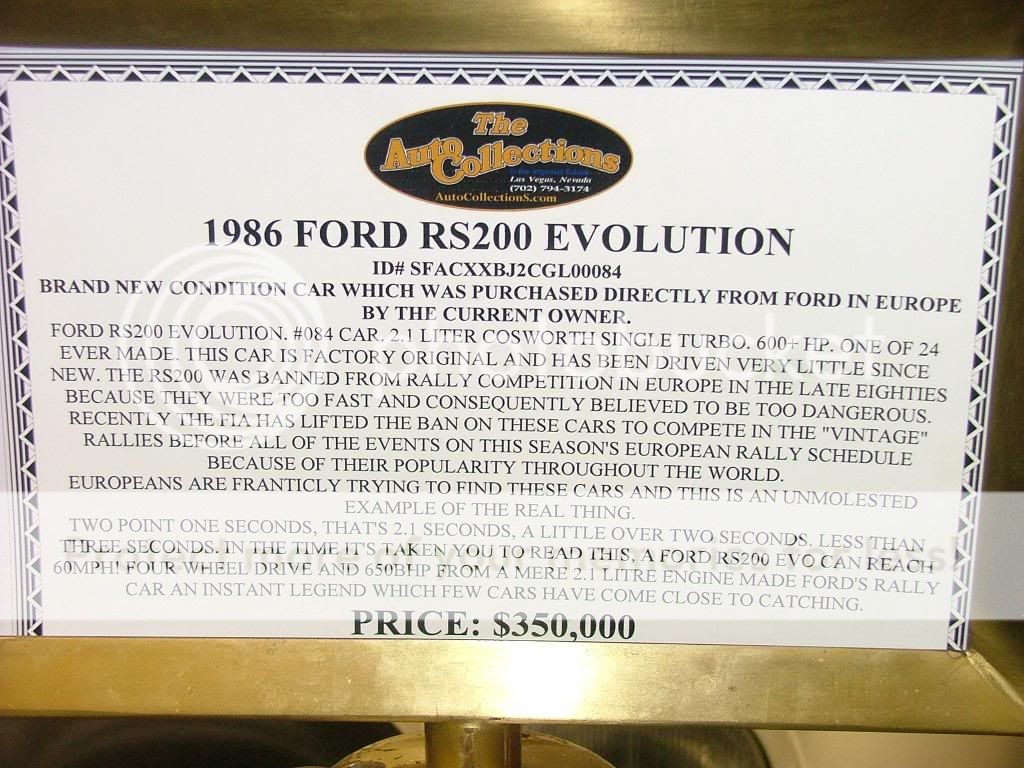 The
Auto Collections
Las Vegas, Nevada
(702) 794-3174
AutoCollectionS.com
1986 FORD RS200 EVOLUTION
ID# SFACXXBJ2CGL00084
BRAND NEW CONDITION CAR WHICH WAS PURCHASED DIRECTLY FROM FORD IN EUROPE
BY THE CURRENT OWNER.
FORD RS200 EVOLUTION. #084 CAR. 2.1 LITER COSWORTH SINGLE TURBO. 600+ HP. ONE OF 24
EVER MADE. THIS CAR IS FACTORY ORIGINAL AND HAS BEEN DRIVEN VERY LITTLE SINCE
NEW. THE RS200 WAS BANNED FROM RALLY COMPETITION IN EUROPE IN THE LATE EIGHTIES
BECAUSE THEY WERE TOO FAST AND CONSEQUENTLY BELIEVED TO BE TOO DANGEROUS.
RECENTLY THE FIA HAS LIFTED THE BAN ON THESE CARS TO COMPETE IN THE "VINTAGE"
RALLIES BEFORE ALL OF THE EVENTS ON THIS SEASON'S EUROPEAN RALLY SCHEDULE
BECAUSE OF THEIR POPULARITY THROUGHOUT THE WORLD.
EUROPEANS ARE FRANTICLY TRYING TO FIND THESE CARS AND THIS IS AN UNMOLESTED
EXAMPLE OF THE REAL THING.
TWO POINT ONE SECONDS, THAT'S 2.1 SECONDS, A LITTLE OVER TWO SECONDS. LESS THAN
THREE SECONDS. IN THE TIME IT'S TAKEN YOU TO READ THIS, A FORD RS200 EVO CAN REACH
60MPH! FOUR WHEEL DRIVE AND 650BHP FROM A MERE 2.1 LITRE ENGINE MADE FORD'S RALLY
CAR AN INSTANT LEGEND WHICH FEW CARS HAVE COME CLOSE TO CATCHING.
PRICE: $350,000
photobucket
Protect more of your memories for less!